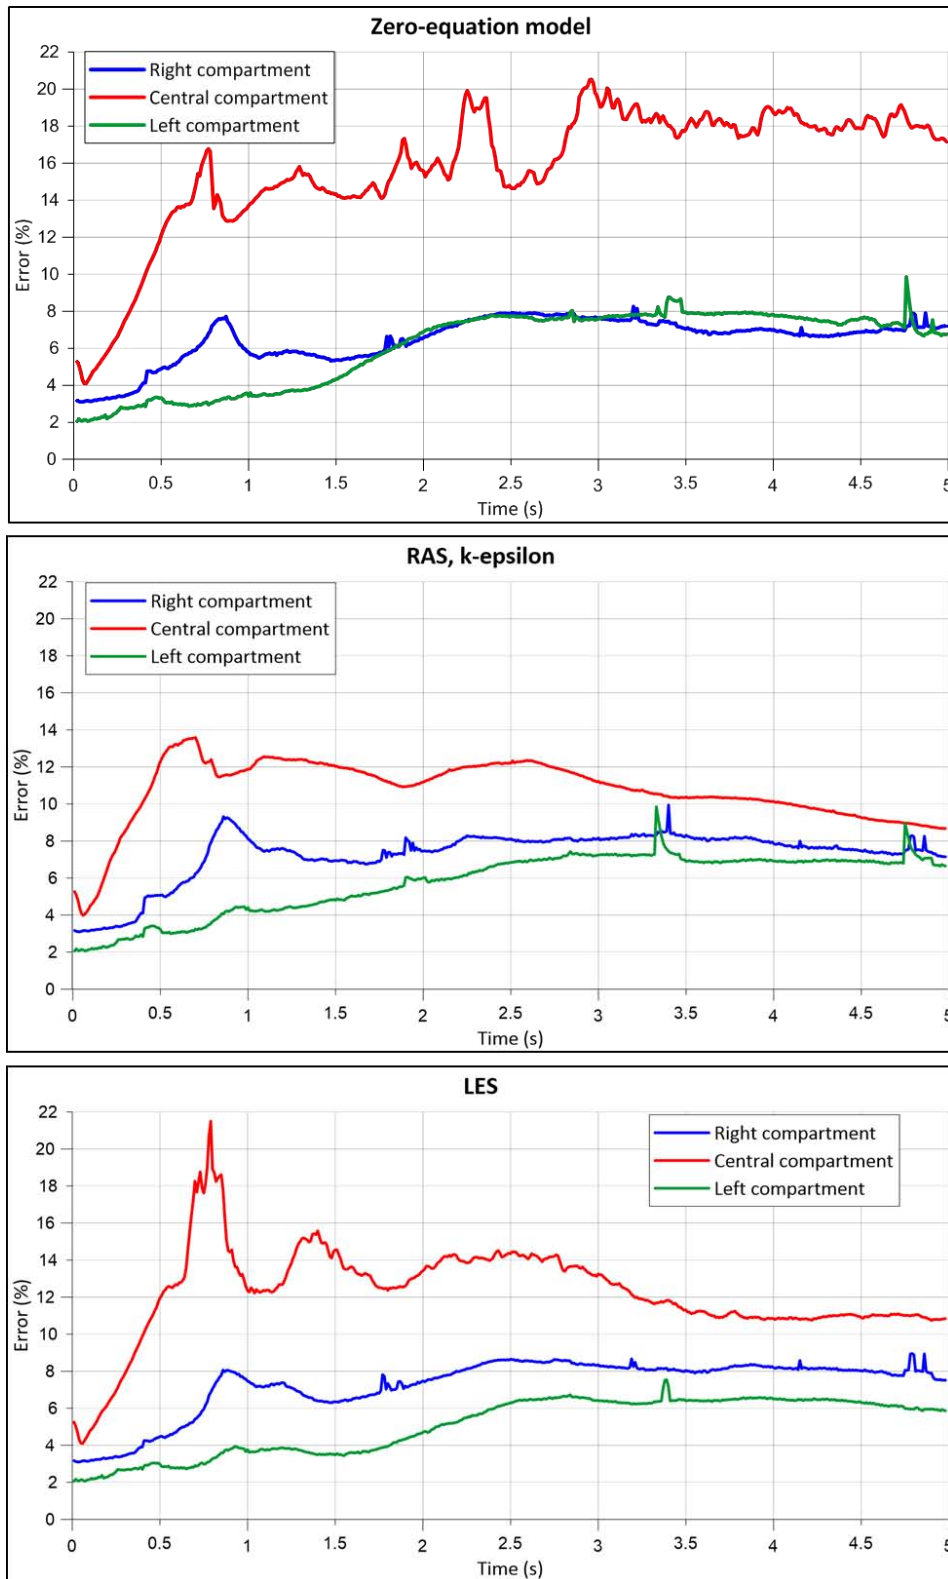 Zero-equation model
22
20
18
16
14
12
10
8
6
4
2
0
Error (%)
Right compartment
Central compartment
Left compartment
0 0.5 1 1.5 2 2.5 3 3.5 4 4.5 5
Time (s)
RAS, k-epsilon
22
20
18
16
14
12
10
8
6
4
2
0
Error (%)
Right compartment
Central compartment
Left compartment
0 0.5 1 1.5 2 2.5 3 3.5 4 4.5 5
Time (s)
LES
22
20
18
16
14
12
10
8
6
4
2
0
Error (%)
Right compartment
Central compartment
Left compartment
0 0.5 1 1.5 2 2.5 3 3.5 4 4.5 5
Time (s)